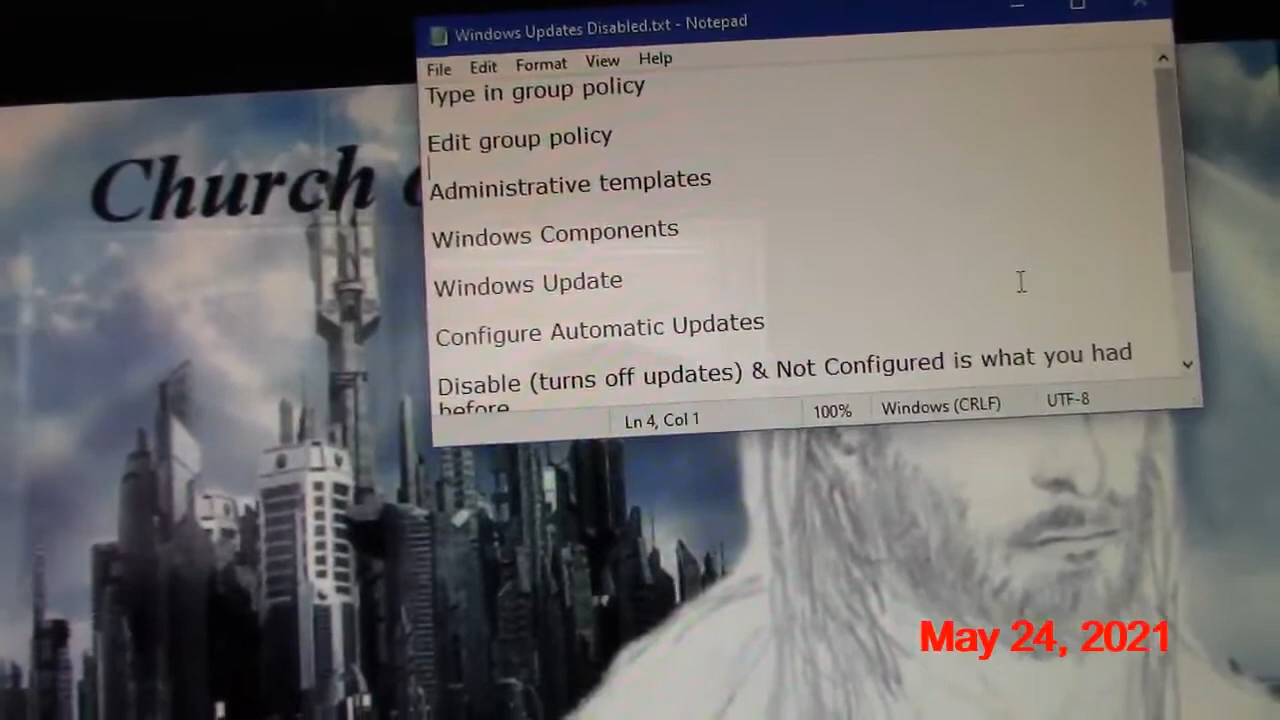 Windows Updates Disabled.txt - Notepad
File Edit Format View Help
Type in group policy
Edit group policy
Administrative templates
Windows Components
Windows Update
Configure Automatic Updates
Disable (turns off updates) & Not Configured is what you had
before
Ln 4, Col 1 100% Windows (CRLF) UTF-8
Church
May 24, 2021